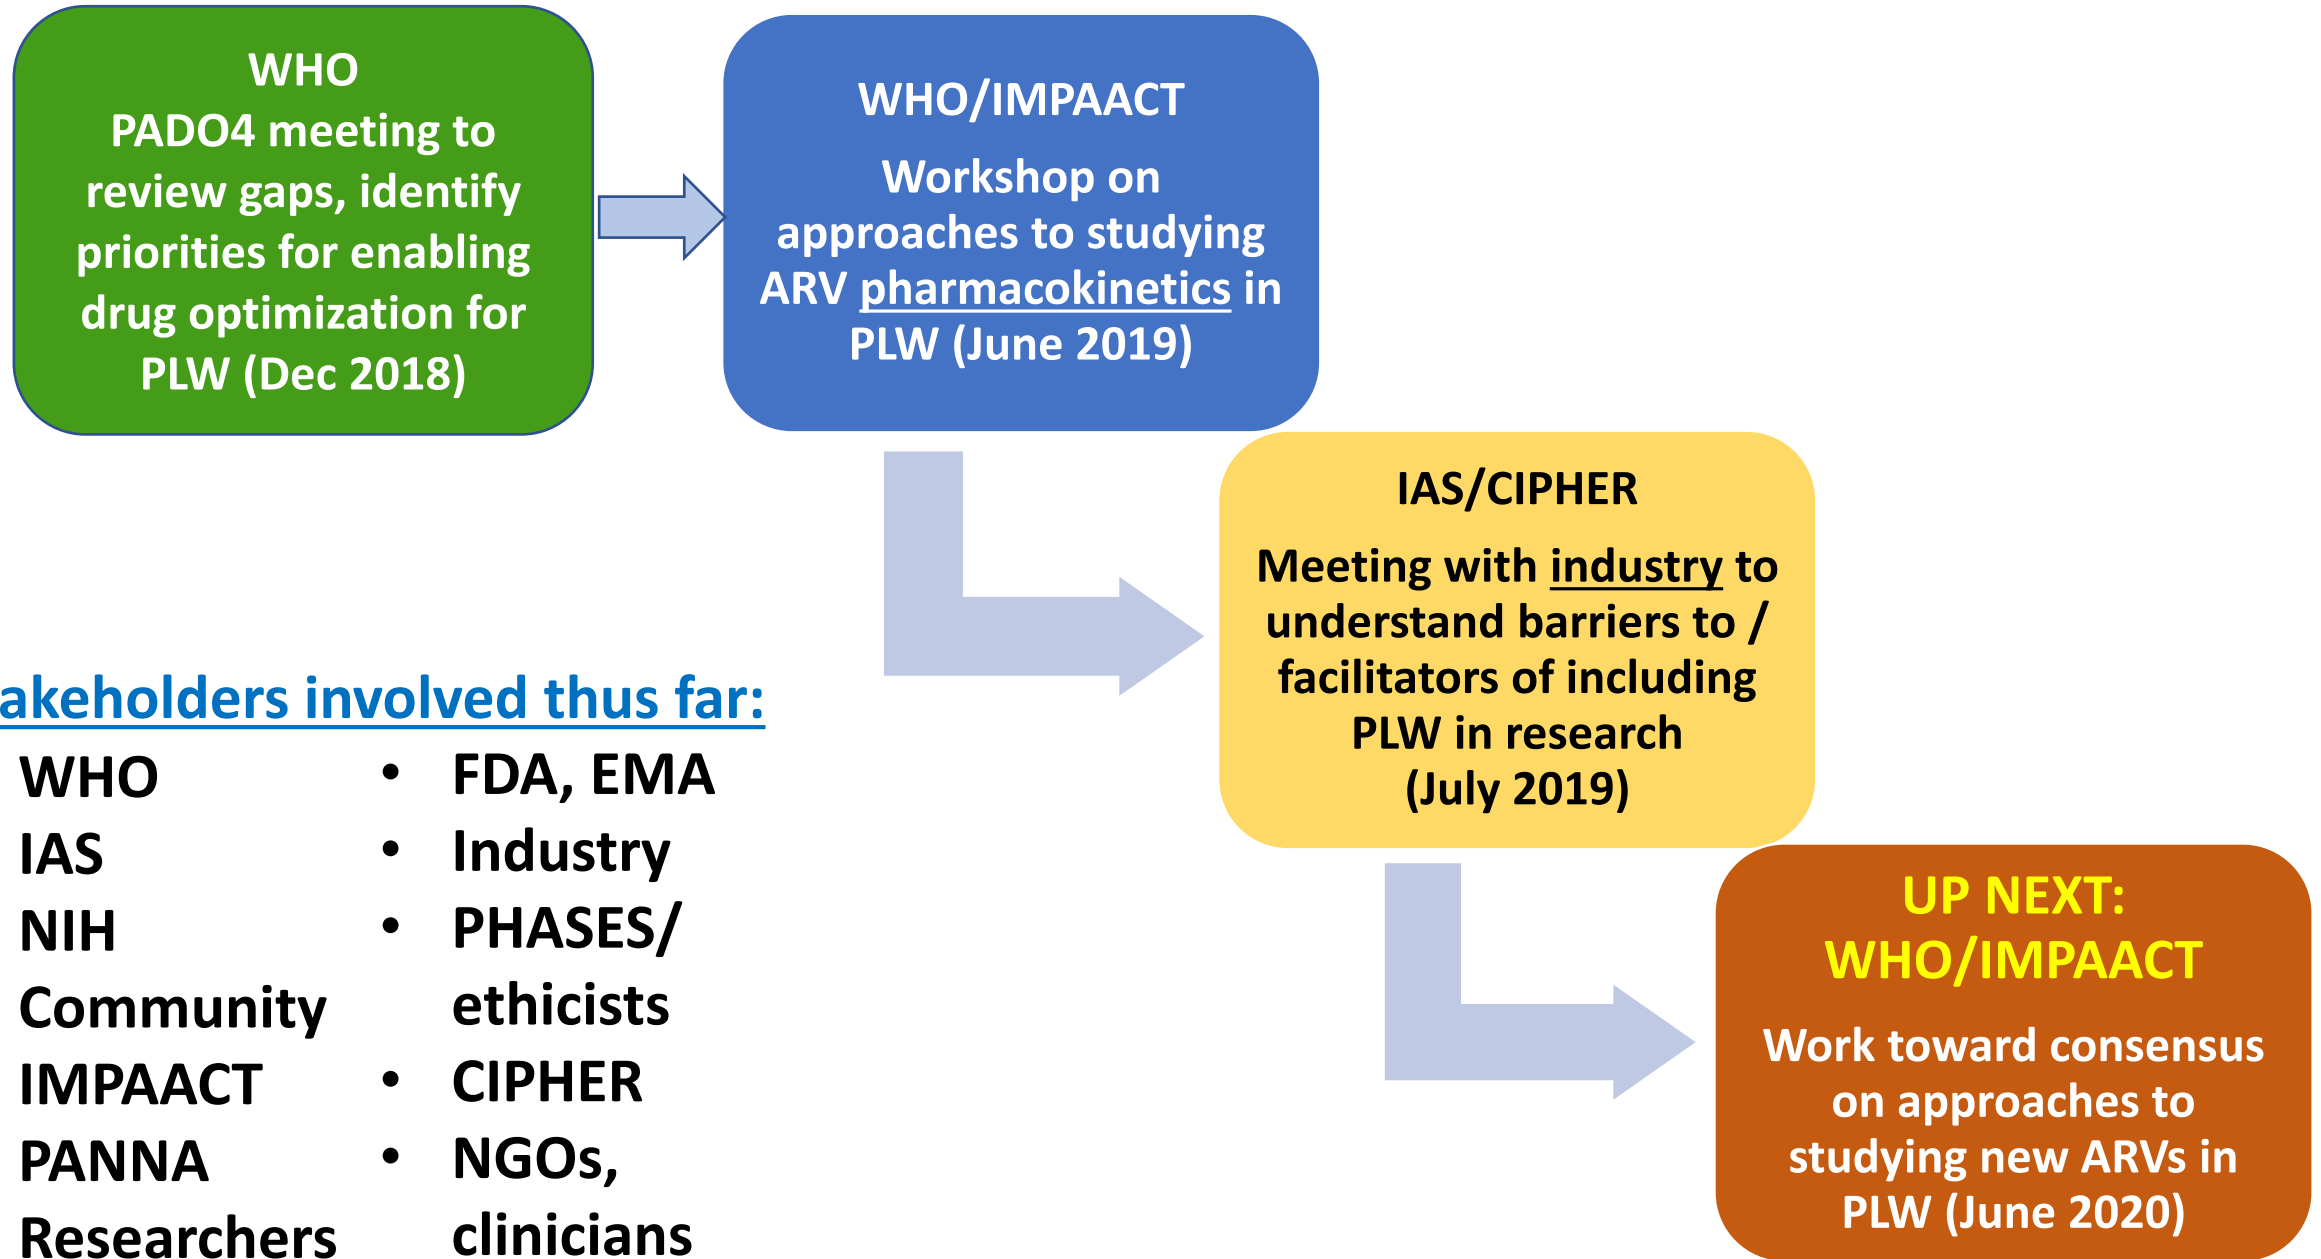 WHO
PADO4 meeting to
review gaps, identify
priorities for enabling
drug optimization for
PLW (Dec 2018)
WHO/IMPAACT
Workshop on
approaches to studying
ARV pharmacokinetics in
PLW (June 2019)
IAS/CIPHER
Meeting with industry to
understand barriers to /
facilitators of including
PLW in research
(July 2019)
UP NEXT:
WHO/IMPAACT
Work toward consensus
on approaches to
studying new ARVs in
PLW (June 2020)
akeholders involved thus far:
WHO
IAS
NIH
Community
IMPAACT
PANNA
Researchers
• FDA, EMA
• Industry
• PHASES/
ethicists
• CIPHER
• NGOs,
clinicians